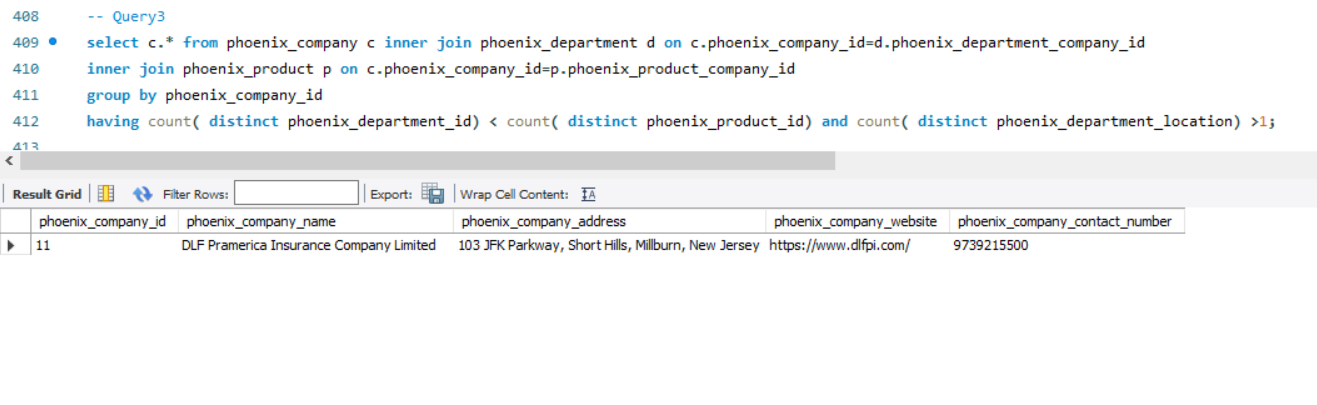 408 -- Query3
409 select c.* from phoenix_company c inner join phoenix_department d on c.phoenix_company_id=d.phoenix_department_company_id
410 inner join phoenix_product p on c.phoenix_company_id=p.phoenix_product_company_id
411 group by phoenix_company_id
412 having count( distinct phoenix_department_id) < count( distinct phoenix_product_id) and count( distinct phoenix_department_location) >1;
413
Result Grid Filter Rows: Export: Wrap Cell Content: IA
phoenix_company_id phoenix_company_name phoenix_company_address phoenix_company_website phoenix_company_contact_number
11 DLF Pramerica Insurance Company Limited 103 JFK Parkway, Short Hills, Millburn, New Jersey https://www.dlfpi.com/ 9739215500